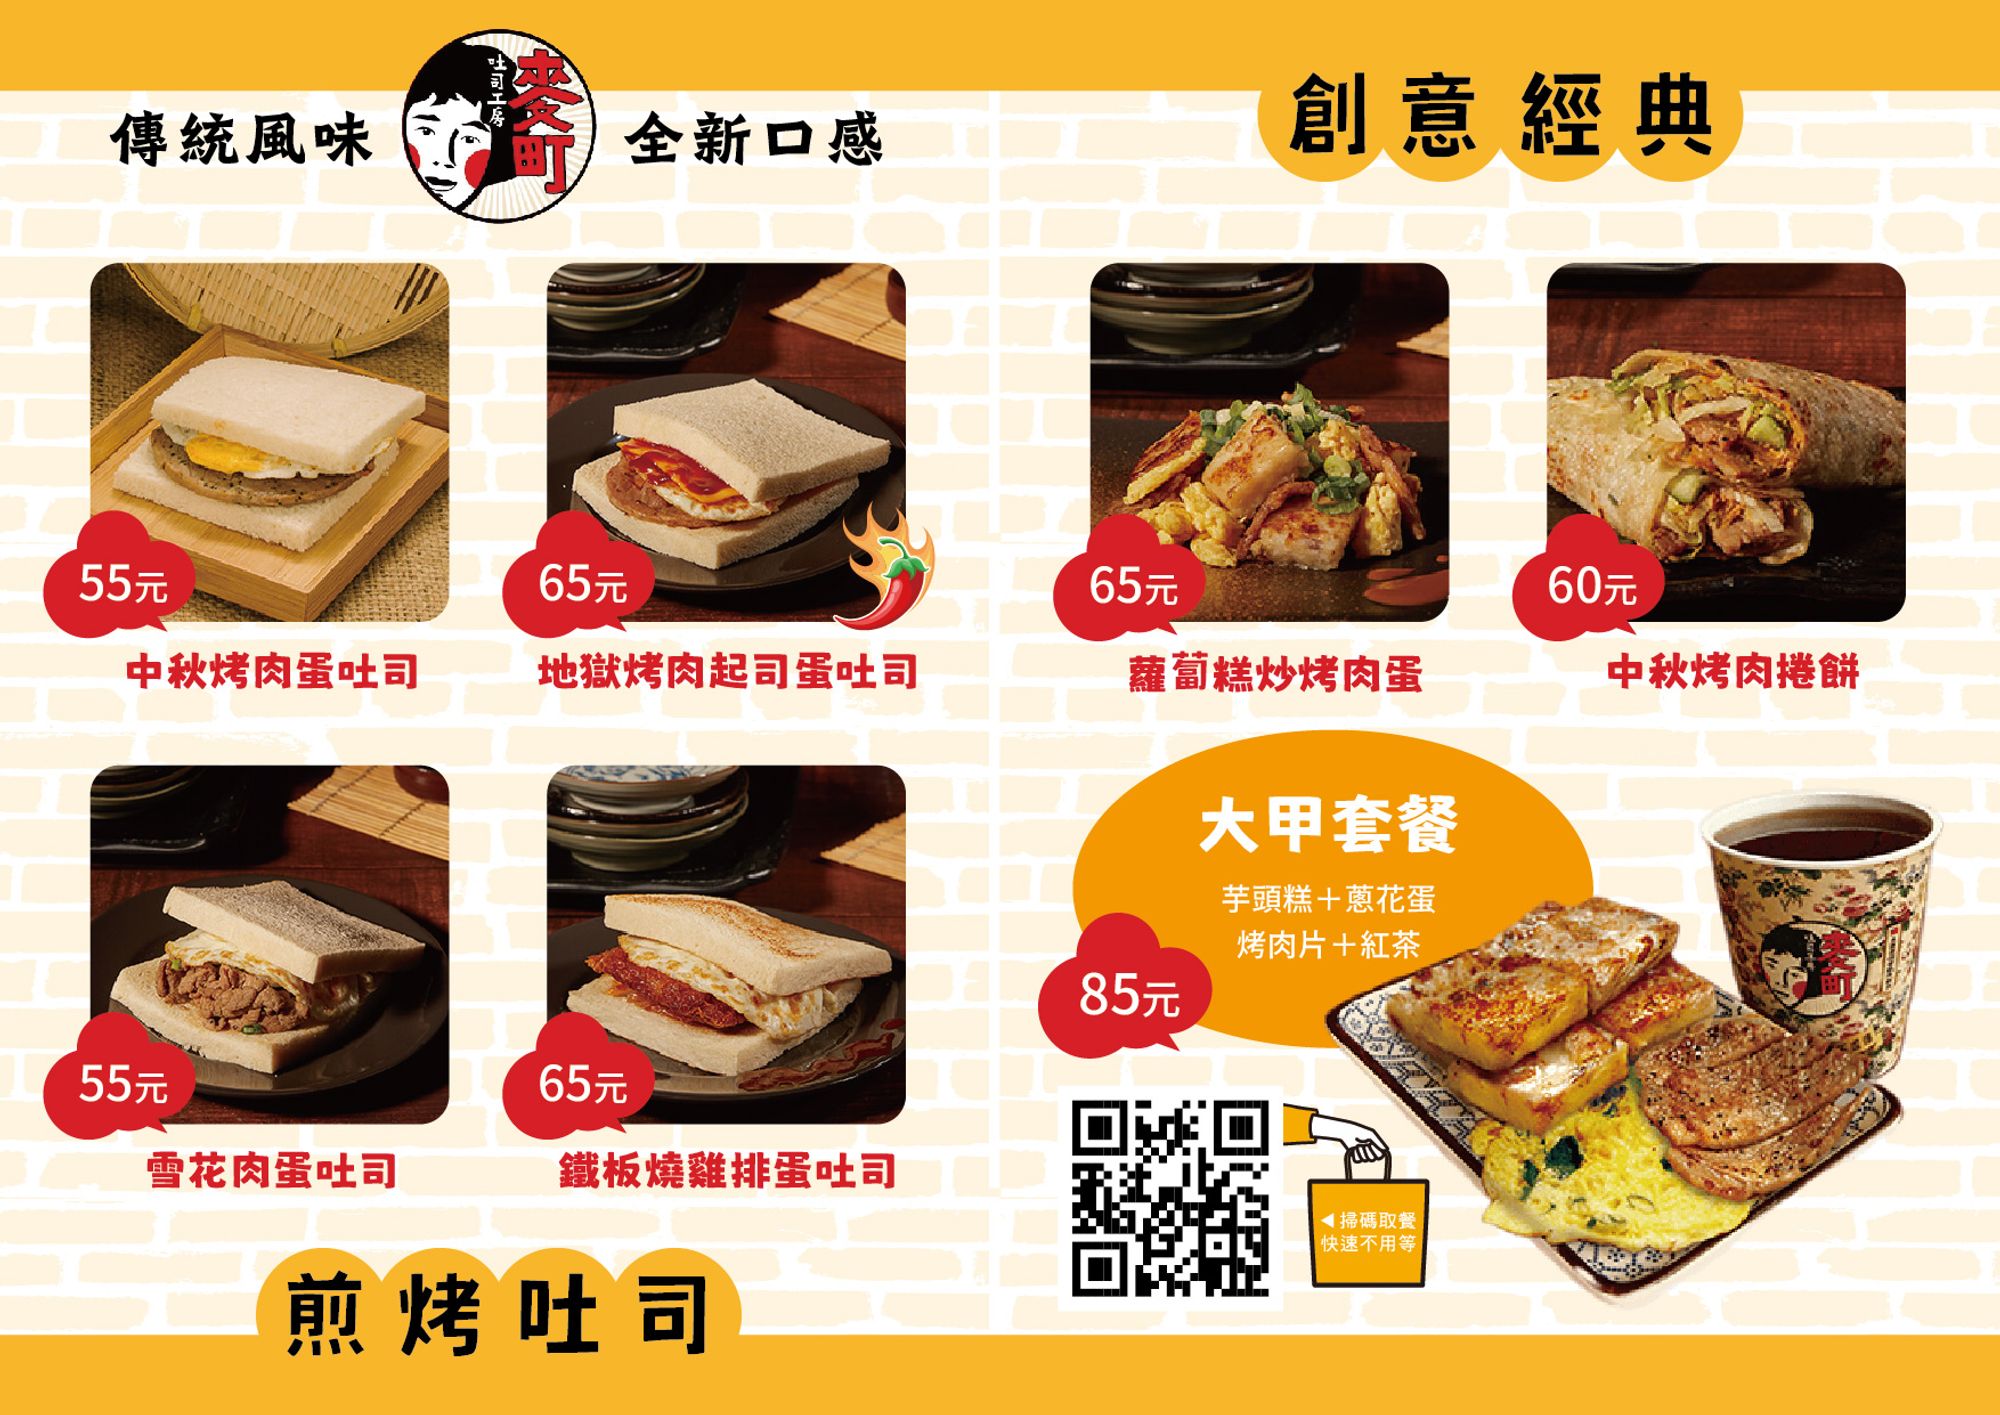 傳統風味
吐司工房
麥町
全新口感
55元
中秋烤肉蛋吐司
65元
地獄烤肉起司蛋吐司
55元
雪花肉蛋吐司
65元
鐵板燒雞排蛋吐司
煎烤吐司
創意經典
65元
蘿蔔糕炒烤肉蛋
60元
中秋烤肉捲餅
大甲套餐
芋頭糕＋蔥花蛋
烤肉片＋紅茶
85元
麥町
◀掃碼取餐
快速不用等